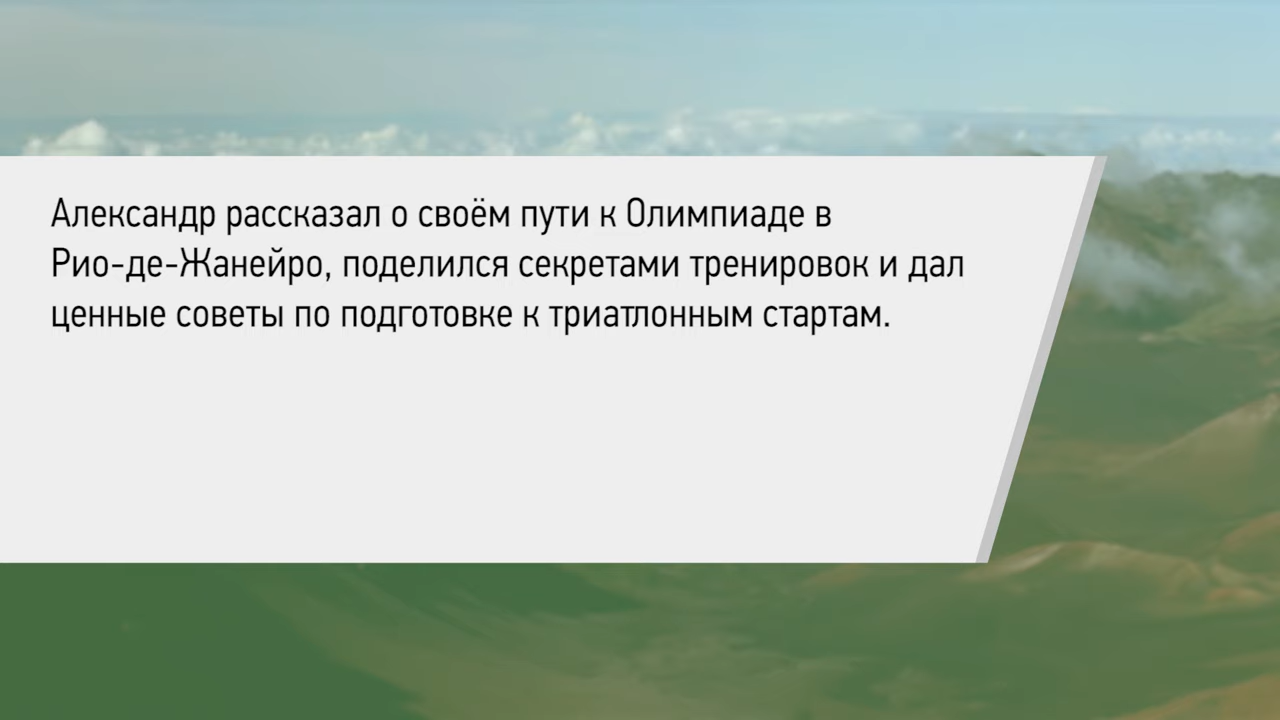 Александр рассказал о своём пути к Олимпиаде в
Рио-де-Жанейро, поделился секретами тренировок и дал
ценные советы по подготовке к триатлонным стартам.